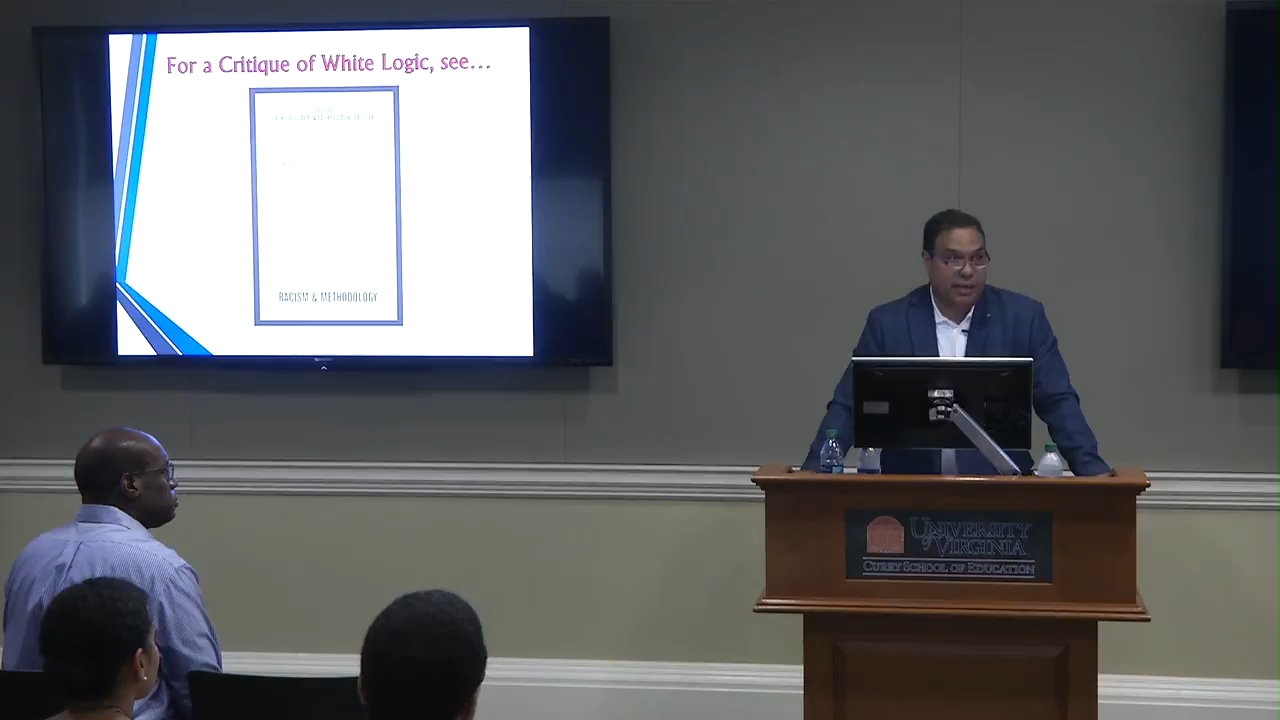 For a Critique of White Logic, see...
RACISM & METHODOLOGY
UNIVERSITY
of VIRGINIA
CURRY SCHOOL OF EDUCATION